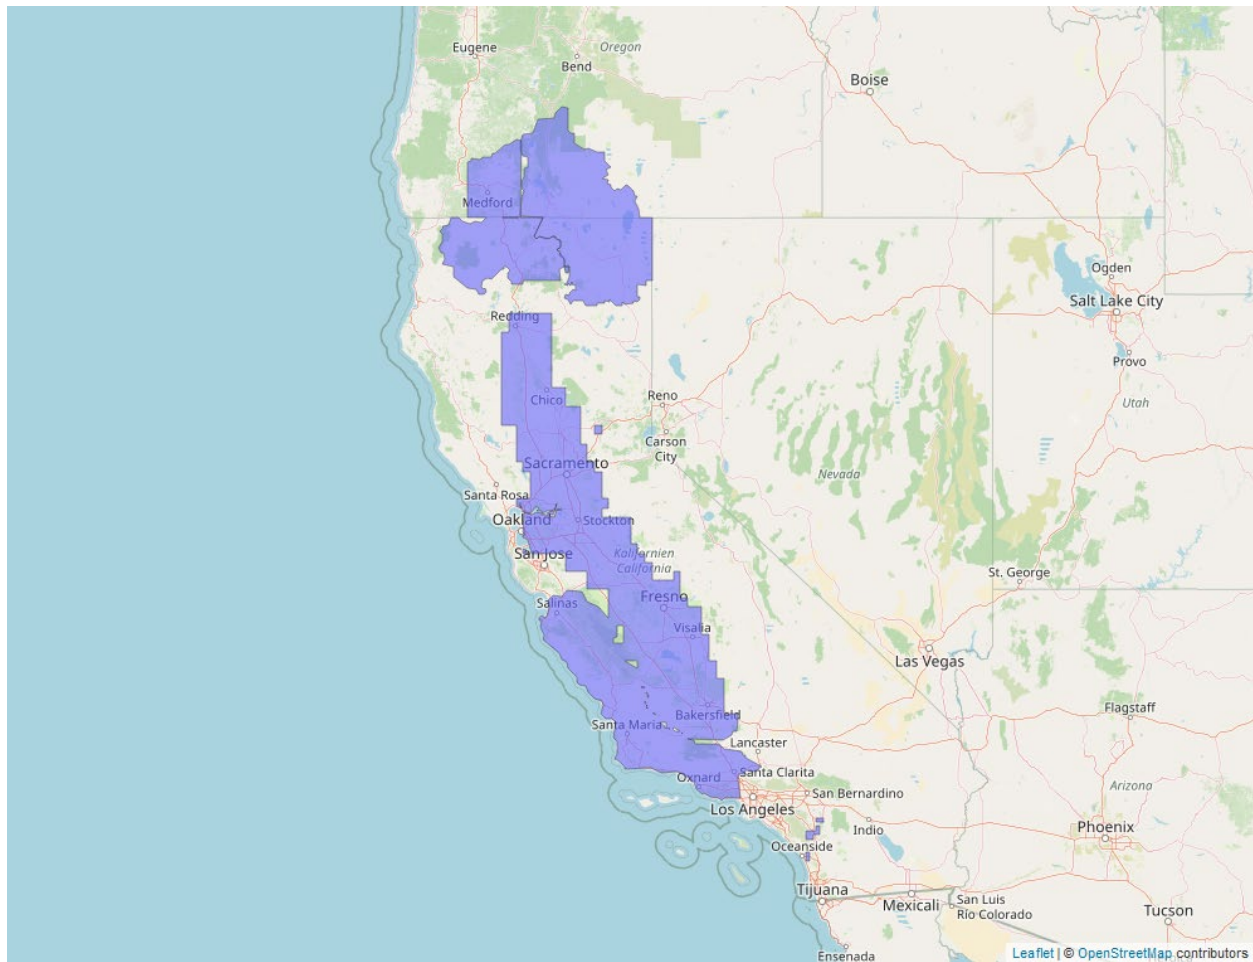 Eugene
Oregon
Bend
Boise
Medford
Ogden
Salt Lake City
Redding
Provo
Reno
Chico
Utah
Carson
City
Sacramento
Nevada
Santa Rosa
Oakland
Stockton
San Jose
Kalifornien
California
St. George
Salinas
Fresno
Visalia
Las Vegas
Bakersfield
Flagstaff
Santa Maria
Lancaster
Oxnard
Santa Clarita
Arizona
San Bernardino
Los Angeles
Indio
Phoenix
Oceanside
Tijuana
Mexicali
San Luis
Río Colorado
Tucson
Ensenada
Leaflet | © OpenStreetMap contributors